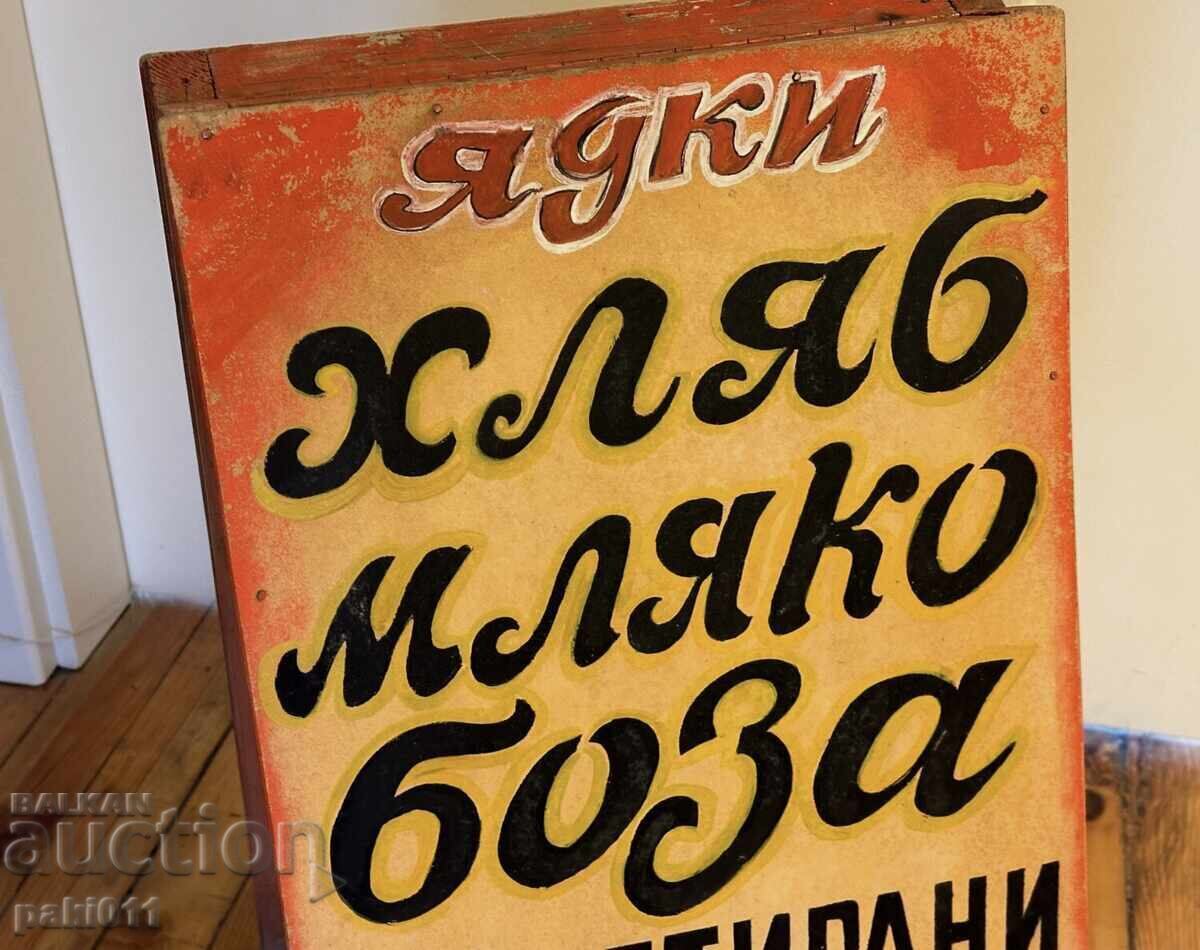 ядки
хляб
мляко
боза
BALKAN
auction
paki011